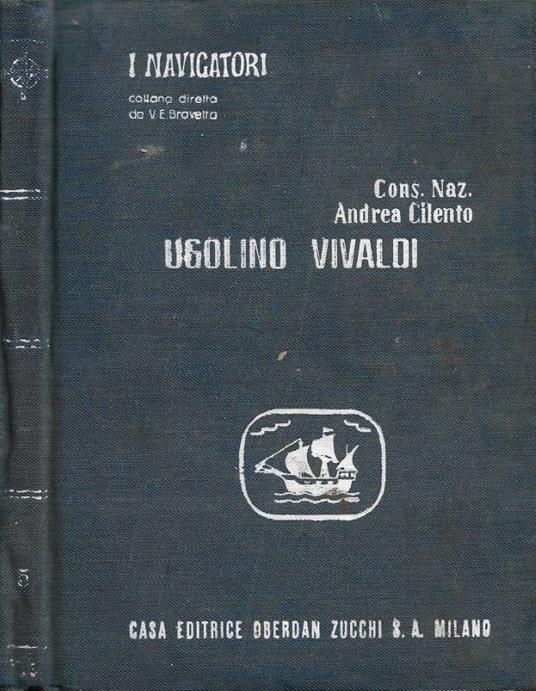 I NAVIGATORI
collana diretta
da V. E. Bravetta
Cons. Naz.
Andrea Cilento
UGOLINO VIVALDI
CASA EDITRICE OBERDAN ZUCCHI S. A. MILANO